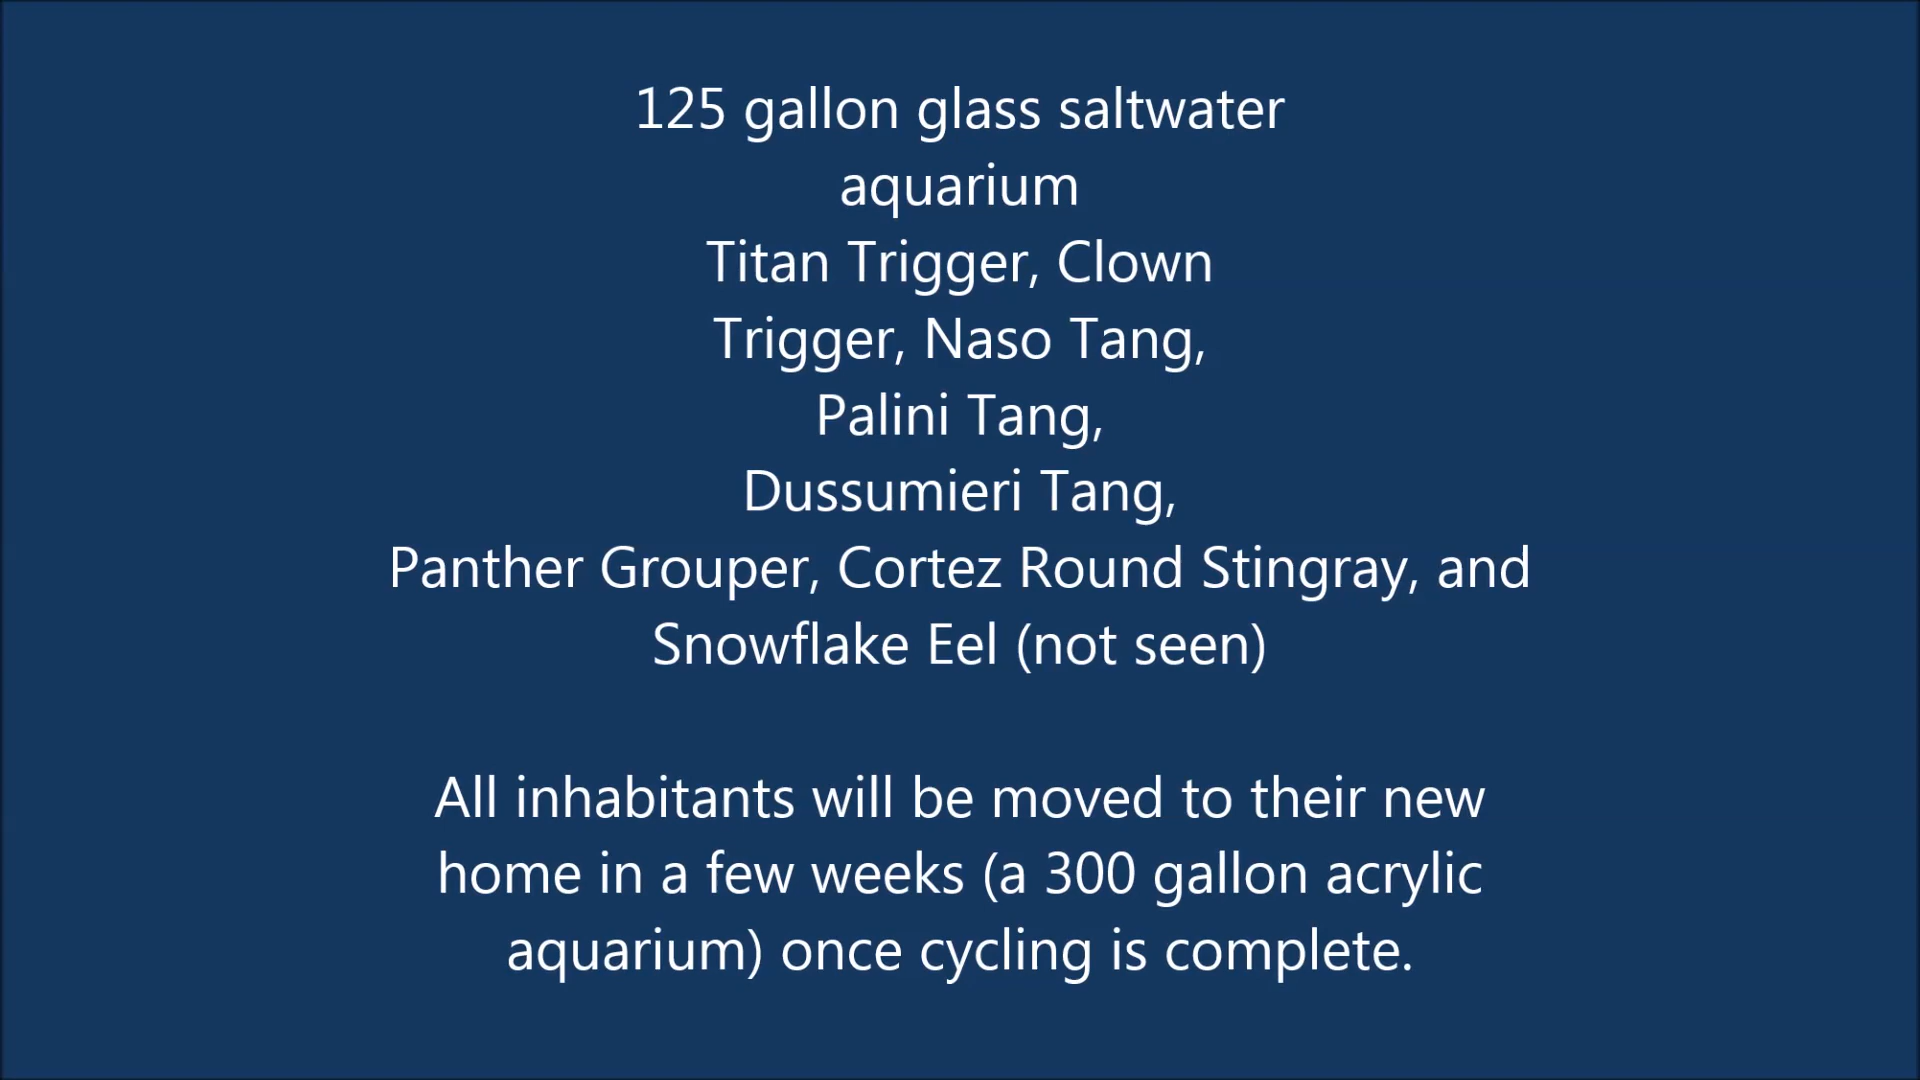 125 gallon glass saltwater
aquarium
Titan Trigger, Clown
Trigger, Naso Tang,
Palini Tang,
Dussumieri Tang,
Panther Grouper, Cortez Round Stingray, and
Snowflake Eel (not seen)
All inhabitants will be moved to their new
home in a few weeks (a 300 gallon acrylic
aquarium) once cycling is complete.